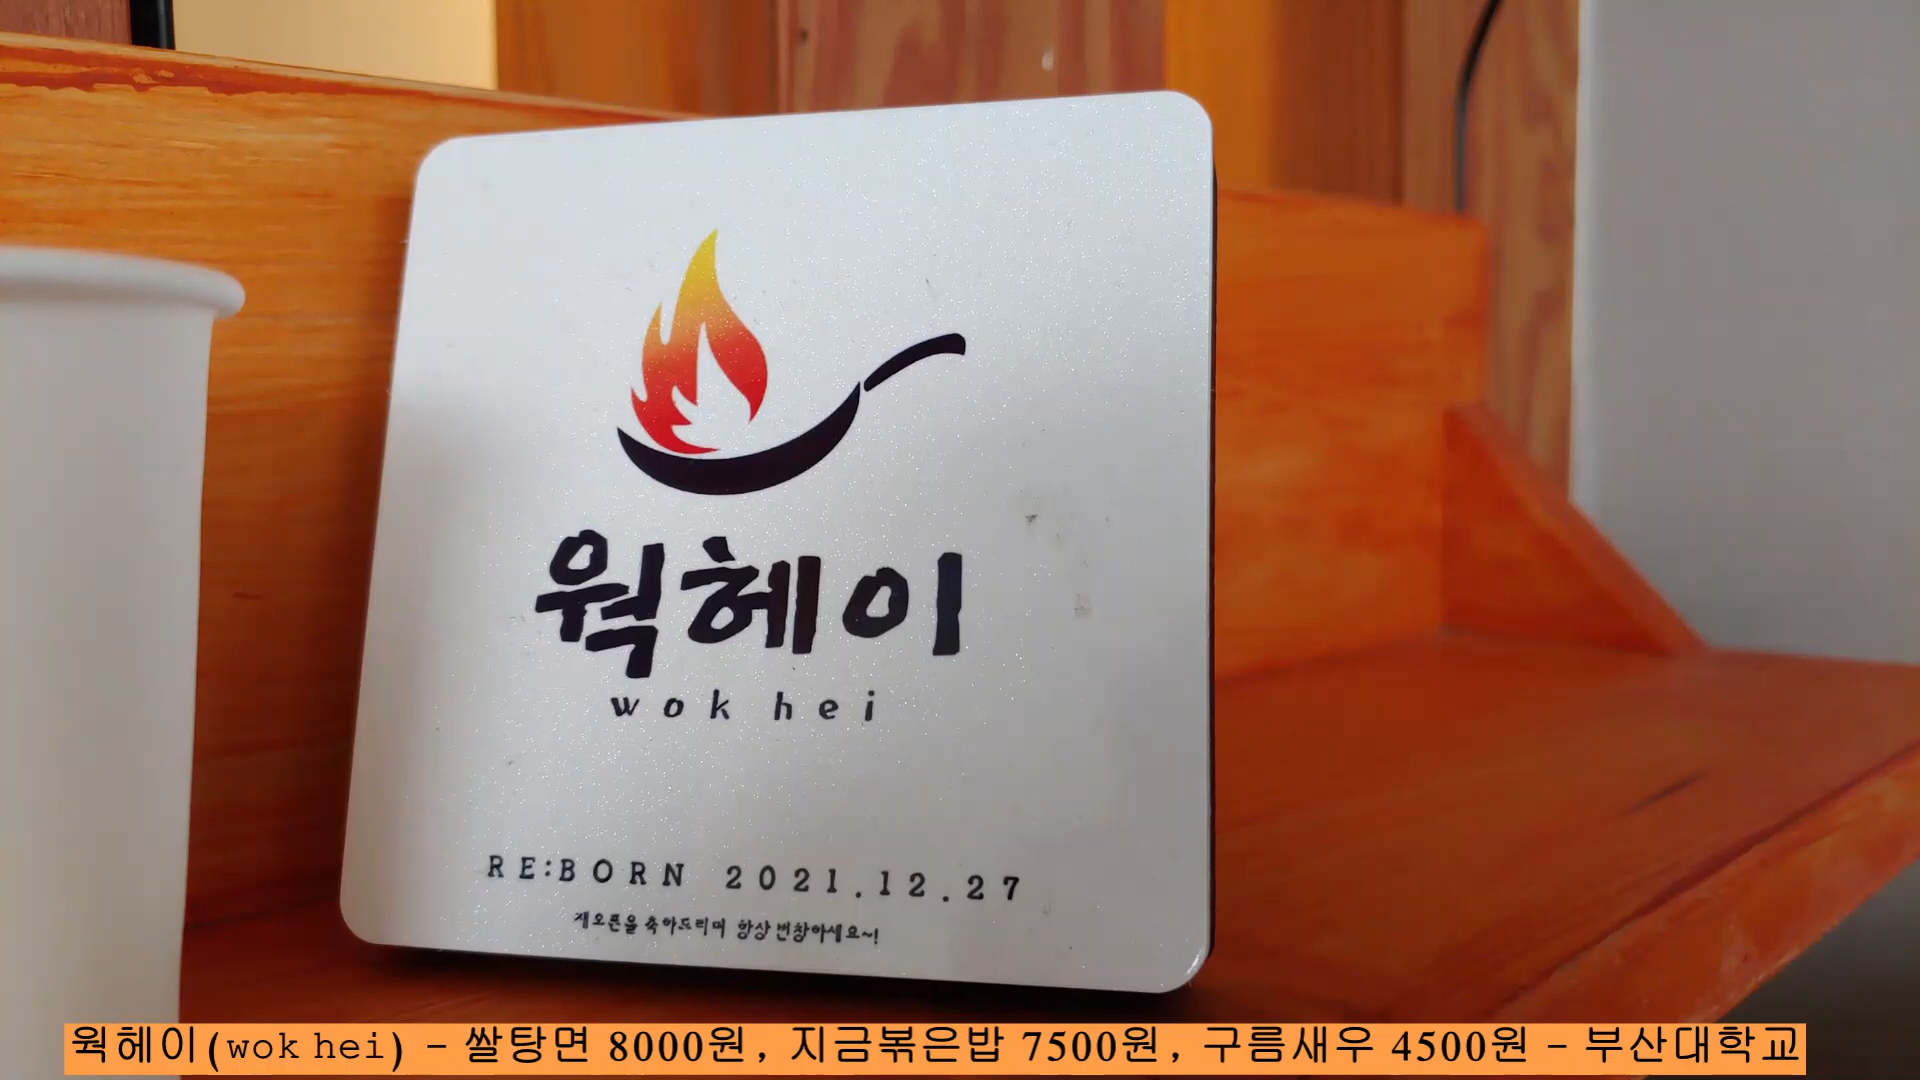 웍헤이
wok hei
RE:BORN 2021.12.27
재오픈을 축하드리며 항상 번창하세요~!
웍헤이(wok hei) - 쌀탕면 8000원, 지금볶은밥 7500원, 구름새우 4500원 - 부산대학교